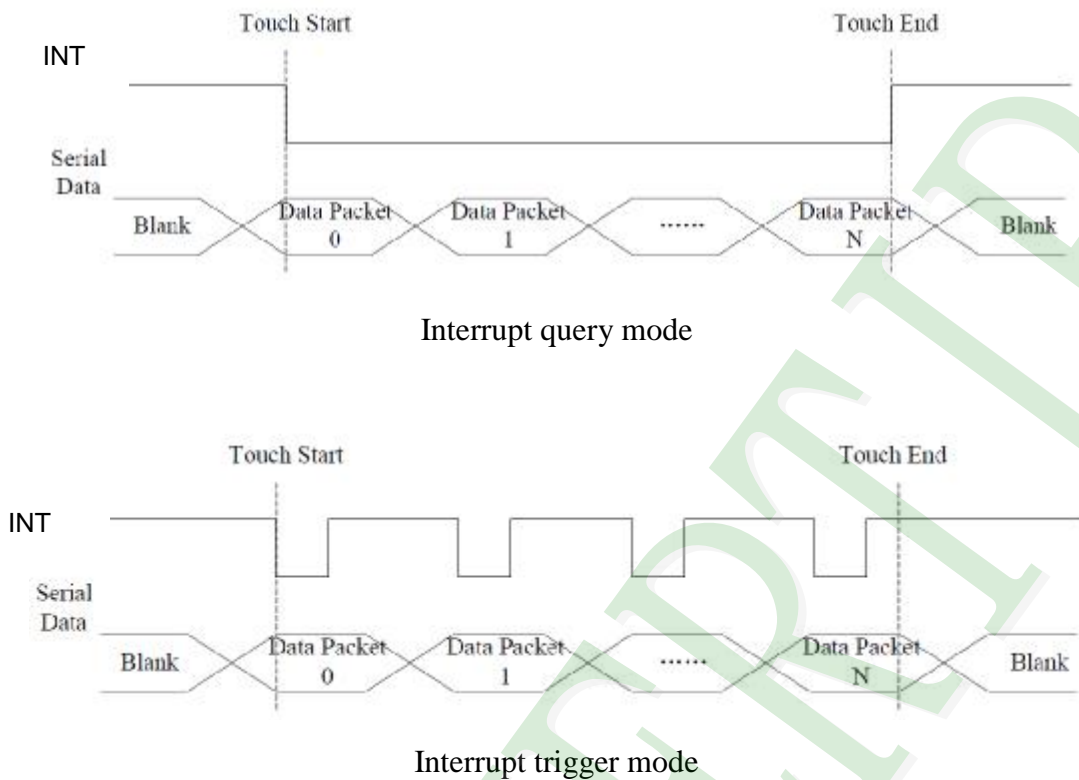 Touch Start
Touch End
INT
Serial
Data
Blank
Data Packet
0
Data Packet
1
......
Data Packet
N
Blank
Interrupt query mode
Touch Start
Touch End
INT
Serial
Data
Blank
Data Packet
0
Data Packet
1
......
Data Packet
N
Blank
Interrupt trigger mode